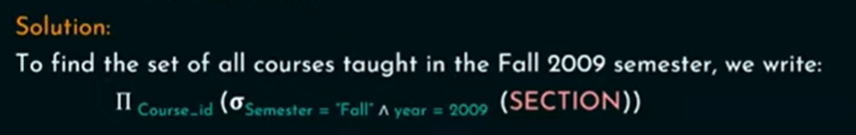 Solution:
To find the set of all courses taught in the Fall 2009 semester, we write:
Π Course_id (σ Semester = "Fall" ∧ year = 2009 (SECTION))